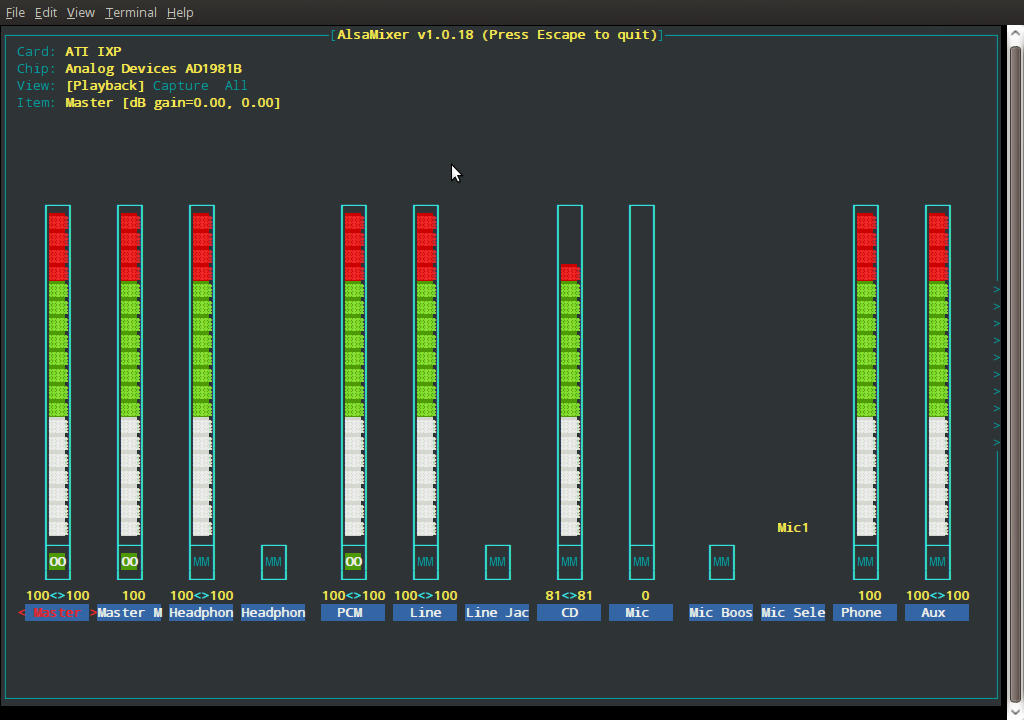 File Edit View Terminal Help
[AlsaMixer v1.0.18 (Press Escape to quit)]
Card: ATI IXP
Chip: Analog Devices AD1981B
View: [Playback] Capture All
Item: Master [dB gain=0.00, 0.00]
>
>
>
>
>
>
>
>
>
>
Mic1
OO OO MM MM OO MM MM MM MM MM MM MM
100<>100 100 100<>100 100<>100 100<>100 81<>81 0 100 100<>100
< Master >Master M Headphon Headphon PCM Line Line Jac CD Mic Mic Boos Mic Sele Phone Aux